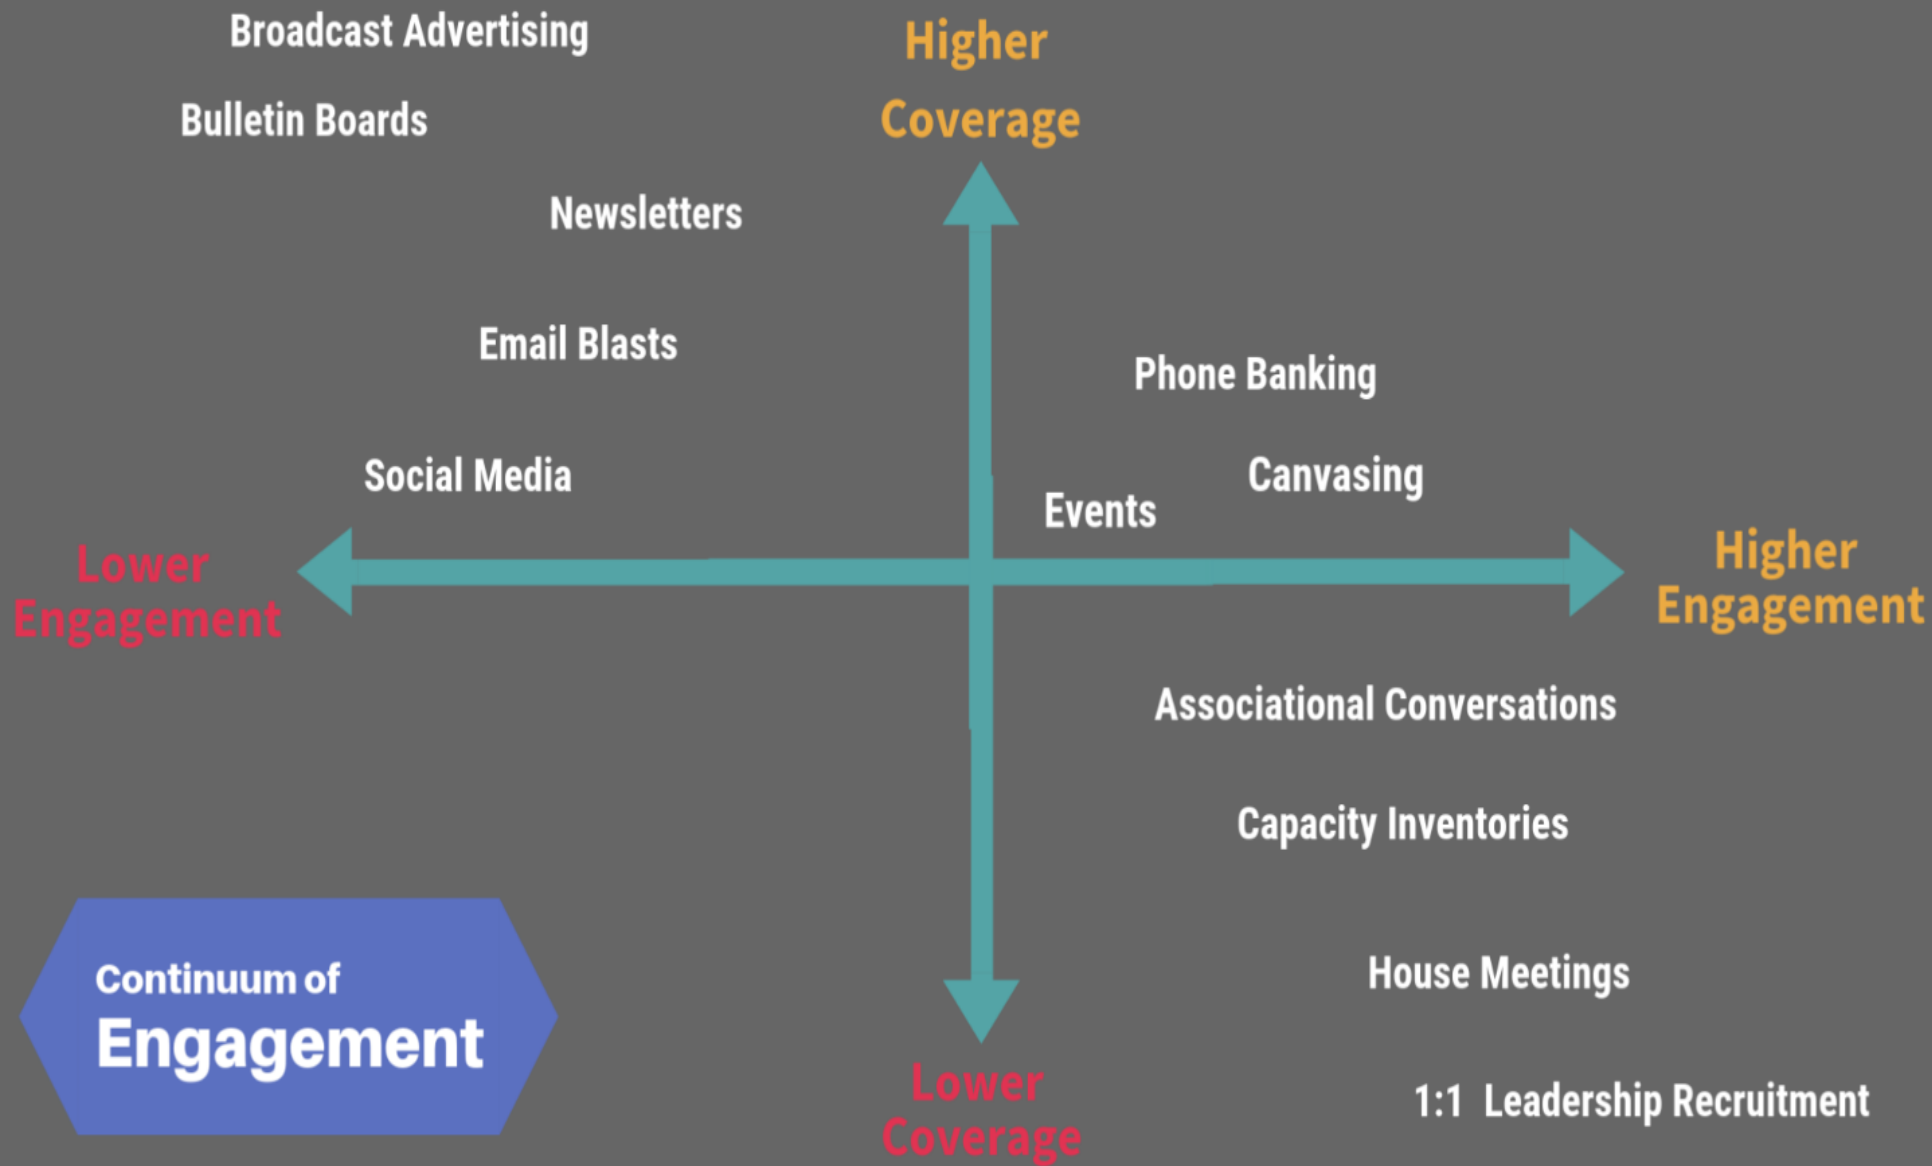 Broadcast Advertising
Higher
Coverage
Bulletin Boards
Newsletters
Email Blasts
Phone Banking
Social Media
Canvasing
Events
Lower
Engagement
Higher
Engagement
Associational Conversations
Capacity Inventories
House Meetings
Continuum of
Engagement
1:1 Leadership Recruitment
Lower
Coverage